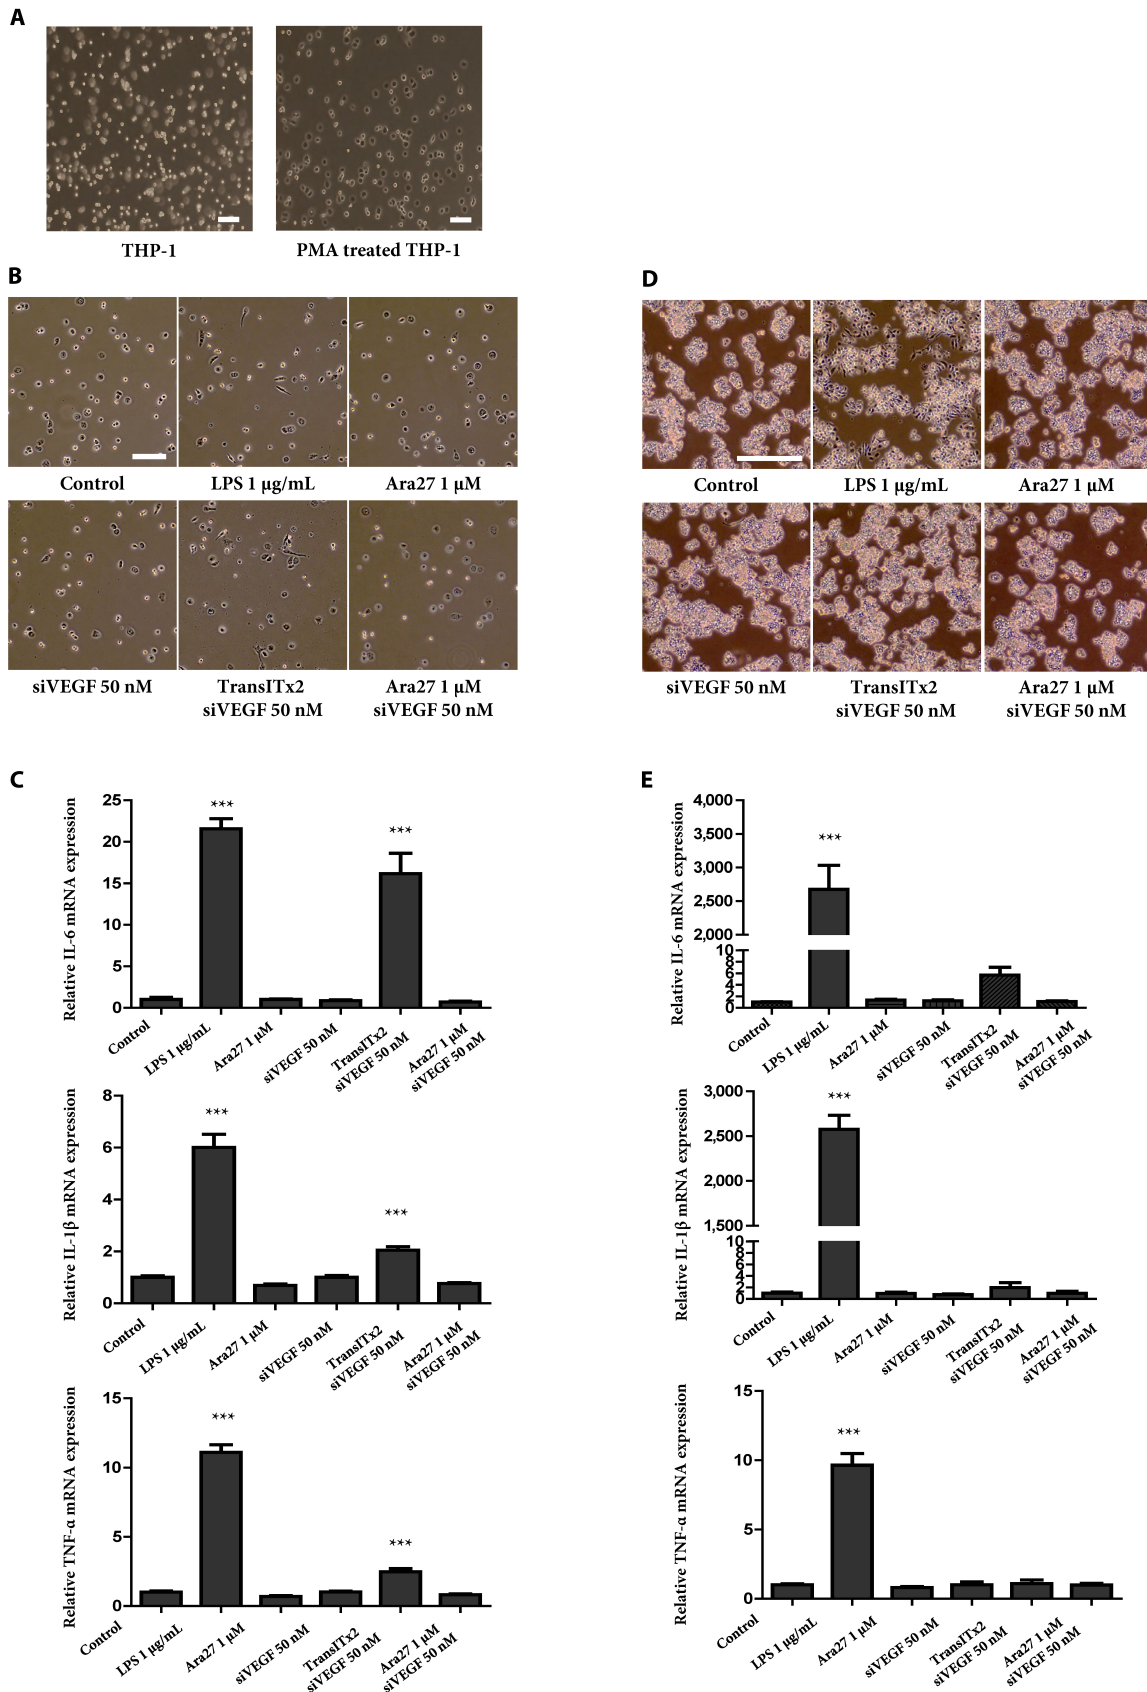 A
THP-1
PMA treated THP-1
B
Control
LPS 1 µg/mL
Ara27 1 µM
siVEGF 50 nM
TransITx2
siVEGF 50 nM
Ara27 1 µM
siVEGF 50 nM
D
Control
LPS 1 µg/mL
Ara27 1 µM
siVEGF 50 nM
TransITx2
siVEGF 50 nM
Ara27 1 µM
siVEGF 50 nM
C
Relative IL-6 mRNA expression
25
20
15
10
5
0
***
***
Control
LPS 1 µg/mL
Ara27 1 µM
siVEGF 50 nM
TransITx2
siVEGF 50 nM
Ara27 1 µM
siVEGF 50 nM
Relative IL-1β mRNA expression
8
6
4
2
0
***
***
Control
LPS 1 µg/mL
Ara27 1 µM
siVEGF 50 nM
TransITx2
siVEGF 50 nM
Ara27 1 µM
siVEGF 50 nM
Relative TNF-α mRNA expression
15
10
5
0
***
***
Control
LPS 1 µg/mL
Ara27 1 µM
siVEGF 50 nM
TransITx2
siVEGF 50 nM
Ara27 1 µM
siVEGF 50 nM
E
Relative IL-6 mRNA expression
4,000
3,500
3,000
2,500
2,000
10
8
6
4
2
0
***
Control
LPS 1 µg/mL
Ara27 1 µM
siVEGF 50 nM
TransITx2
siVEGF 50 nM
Ara27 1 µM
siVEGF 50 nM
Relative IL-1β mRNA expression
3,000
2,500
2,000
1,500
10
8
6
4
2
0
***
Control
LPS 1 µg/mL
Ara27 1 µM
siVEGF 50 nM
TransITx2
siVEGF 50 nM
Ara27 1 µM
siVEGF 50 nM
Relative TNF-α mRNA expression
15
10
5
0
***
Control
LPS 1 µg/mL
Ara27 1 µM
siVEGF 50 nM
TransITx2
siVEGF 50 nM
Ara27 1 µM
siVEGF 50 nM